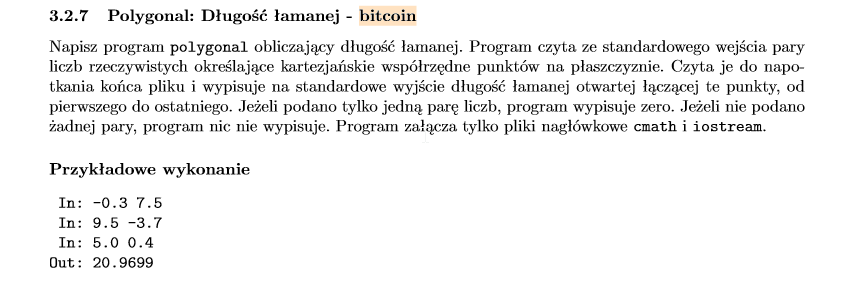 3.2.7 Polygonal: Długość łamanej - bitcoin
Napisz program polygonal obliczający długość łamanej. Program czyta ze standardowego wejścia pary
liczb rzeczywistych określające kartezjańskie współrzędne punktów na płaszczyznie. Czyta je do napo-
tkania końca pliku i wypisuje na standardowe wyjście długość łamanej otwartej łączącej te punkty, od
pierwszego do ostatniego. Jeżeli podano tylko jedną parę liczb, program wypisuje zero. Jeżeli nie podano
żadnej pary, program nic nie wypisuje. Program załącza tylko pliki nagłówkowe cmath i iostream.
Przykładowe wykonanie
In: -0.3 7.5
In: 9.5 -3.7
In: 5.0 0.4
Out: 20.9699